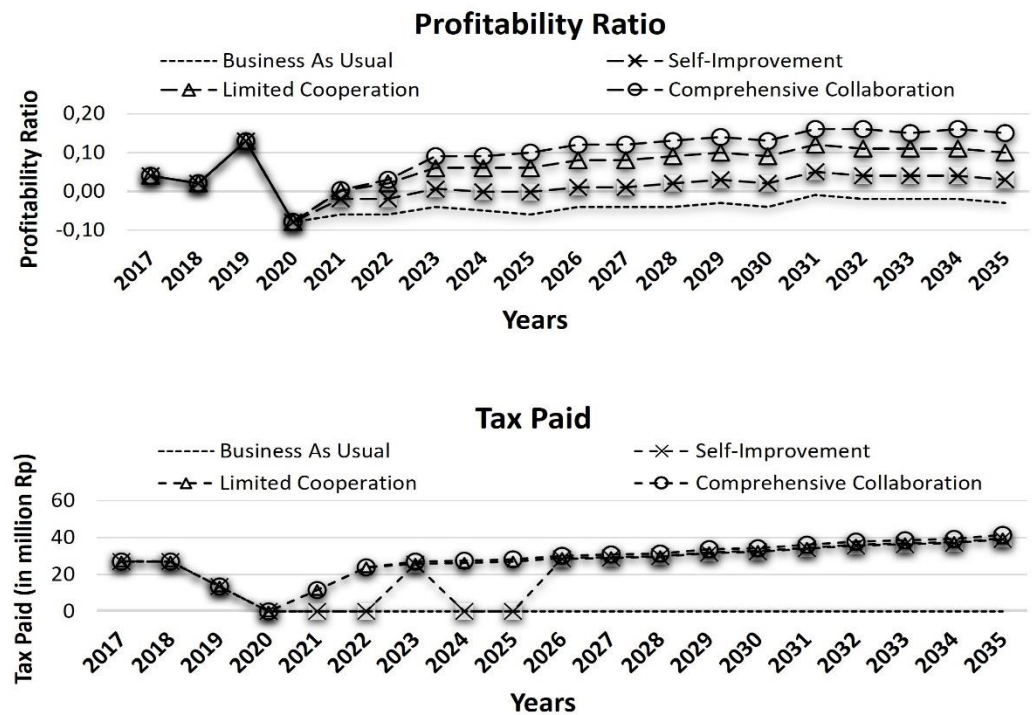 Profitability Ratio
Business As Usual Self-Improvement
Limited Cooperation Comprehensive Collaboration
Profitability Ratio
0,20
0,10
0,00
-0,10
2017 2018 2019 2020 2021 2022 2023 2024 2025 2026 2027 2028 2029 2030 2031 2032 2033 2034 2035
Years
Tax Paid
Business As Usual Self-Improvement
Limited Cooperation Comprehensive Collaboration
Tax Paid (in million Rp)
60
40
20
0
2017 2018 2019 2020 2021 2022 2023 2024 2025 2026 2027 2028 2029 2030 2031 2032 2033 2034 2035
Years